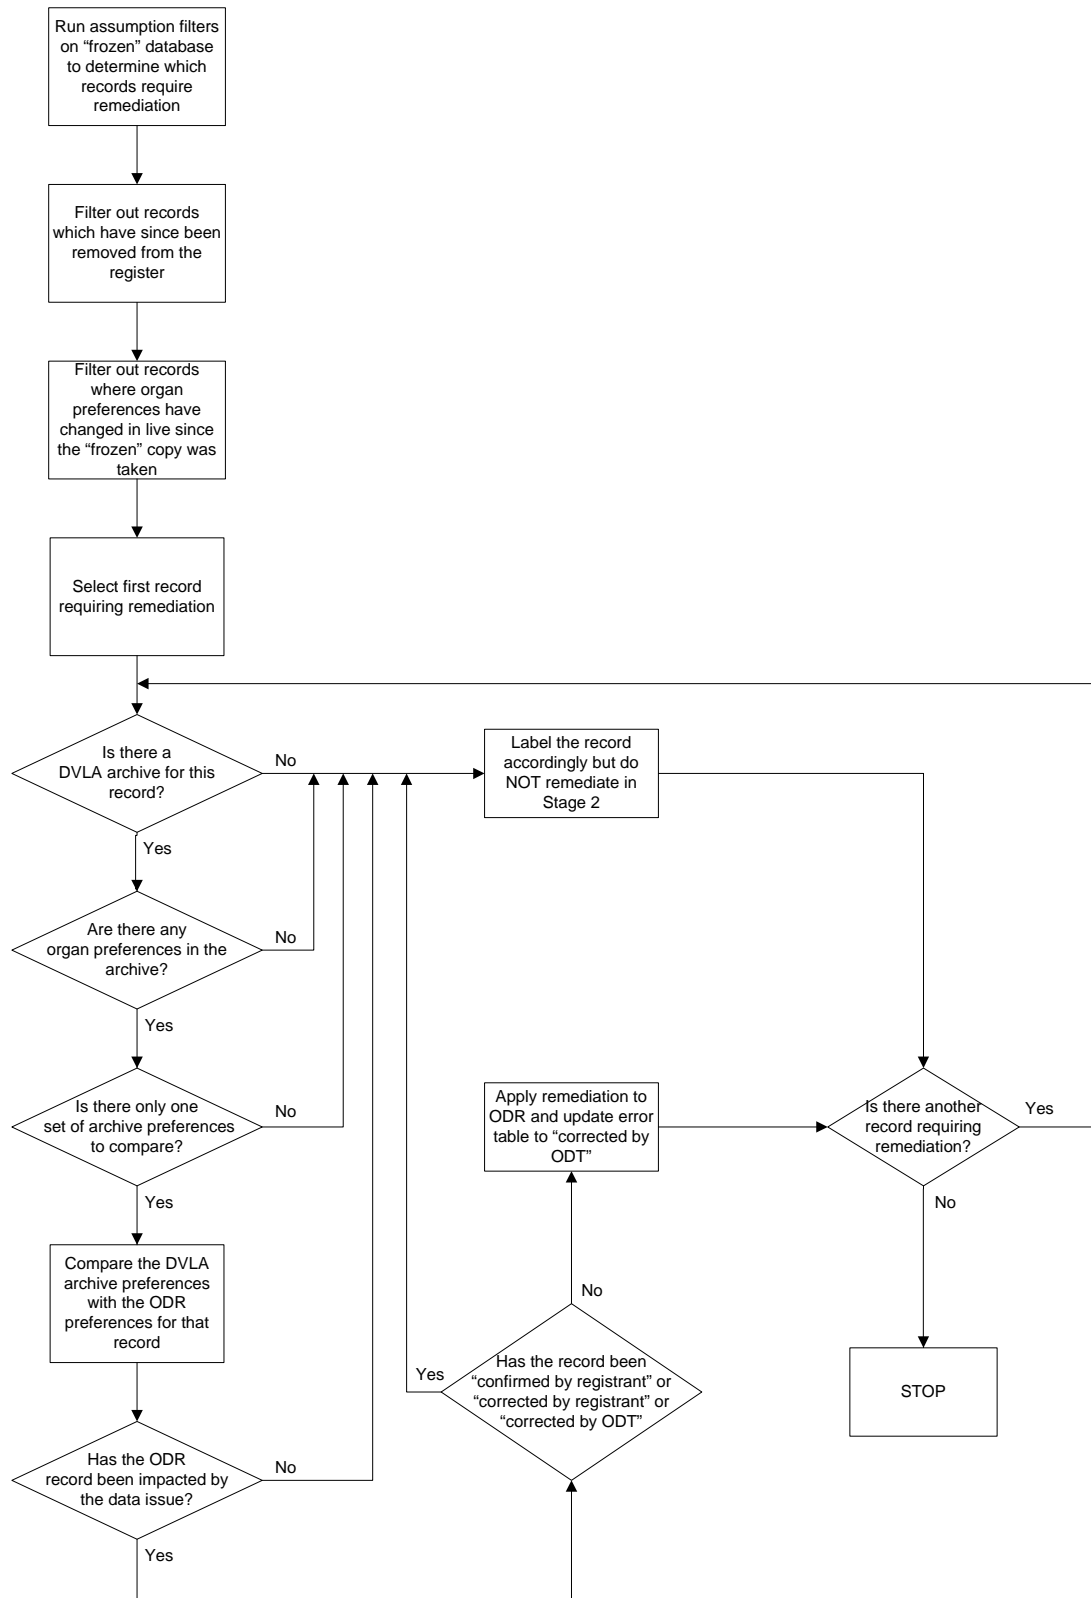 Run assumption filters
on “frozen” database
to determine which
records require
remediation
Filter out records
which have since been
removed from the
register
Filter out records
where organ
preferences have
changed in live since
the “frozen” copy was
taken
Select first record
requiring remediation
Is there a
DVLA archive for this
record?
No
Yes
Label the record
accordingly but do
NOT remediate in
Stage 2
Are there any
organ preferences in the
archive?
No
Yes
Is there only one
set of archive preferences
to compare?
No
Yes
Apply remediation to
ODR and update error
table to “corrected by
ODT”
Is there another
record requiring
remediation?
Yes
No
Compare the DVLA
archive preferences
with the ODR
preferences for that
record
No
Has the record been
“confirmed by registrant” or
“corrected by registrant” or
“corrected by ODT”
Yes
STOP
Has the ODR
record been impacted by
the data issue?
No
Yes